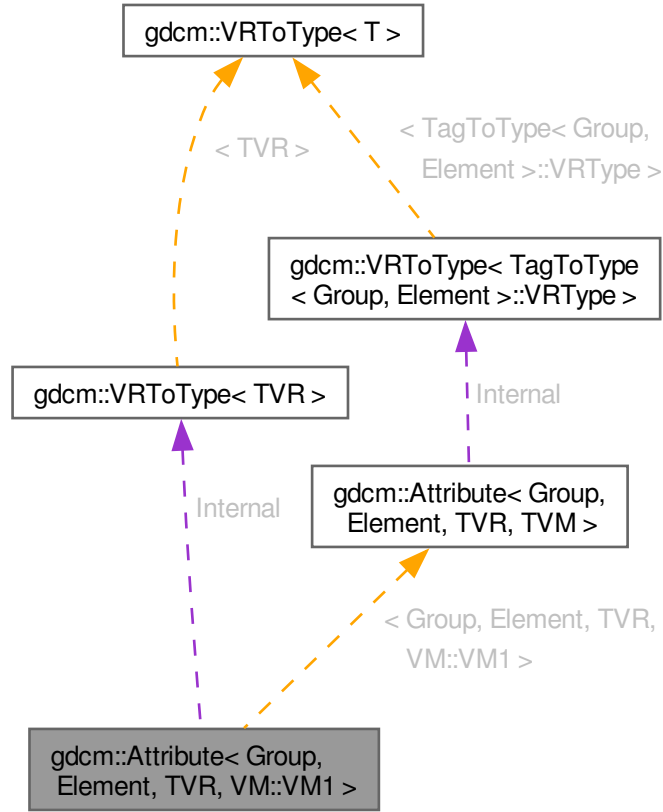 gdcm::VRToType< T >
< TVR >
< TagToType< Group,
Element >::VRType >
gdcm::VRToType< TagToType
< Group, Element >::VRType >
gdcm::VRToType< TVR >
Internal
gdcm::Attribute< Group,
Element, TVR, TVM >
Internal
< Group, Element, TVR,
VM::VM1 >
gdcm::Attribute< Group,
Element, TVR, VM::VM1 >